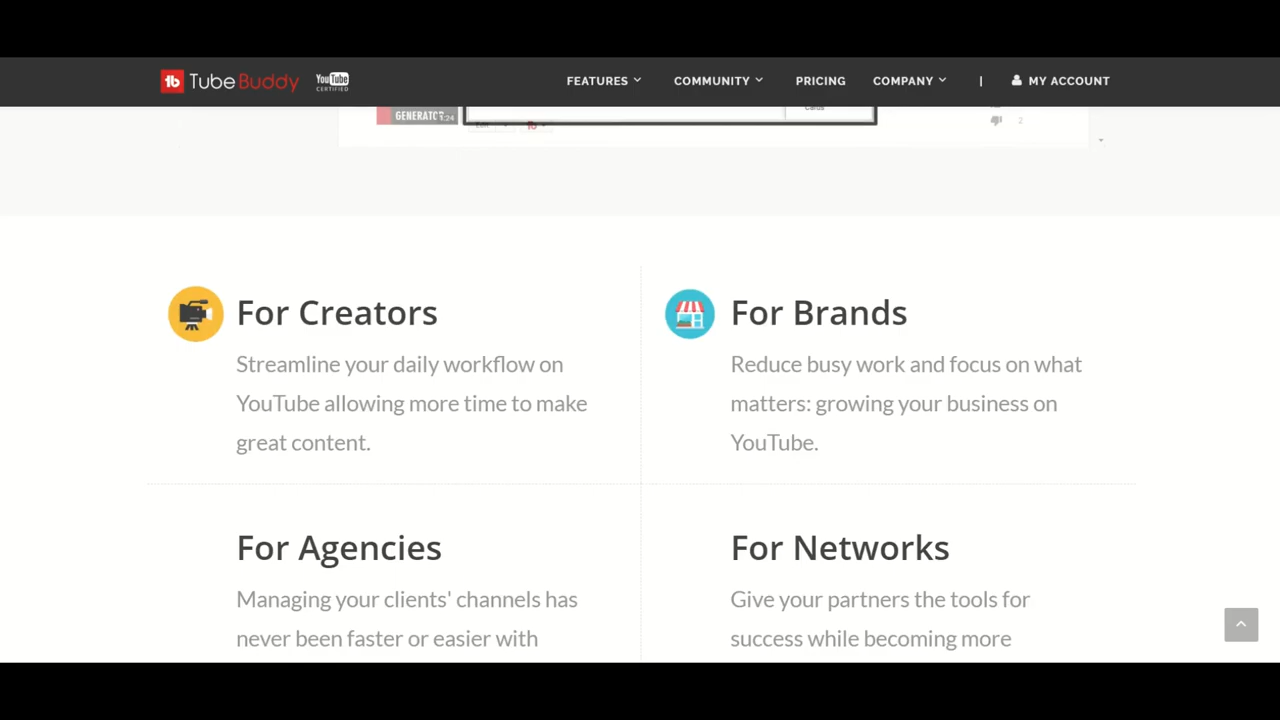 TubeBuddy
YouTube
CERTIFIED
FEATURES
COMMUNITY
PRICING
COMPANY
|
MY ACCOUNT
GENERATOR
2
For Creators
Streamline your daily workflow on
YouTube allowing more time to make
great content.
For Brands
Reduce busy work and focus on what
matters: growing your business on
YouTube.
For Agencies
Managing your clients' channels has
never been faster or easier with
For Networks
Give your partners the tools for
success while becoming more